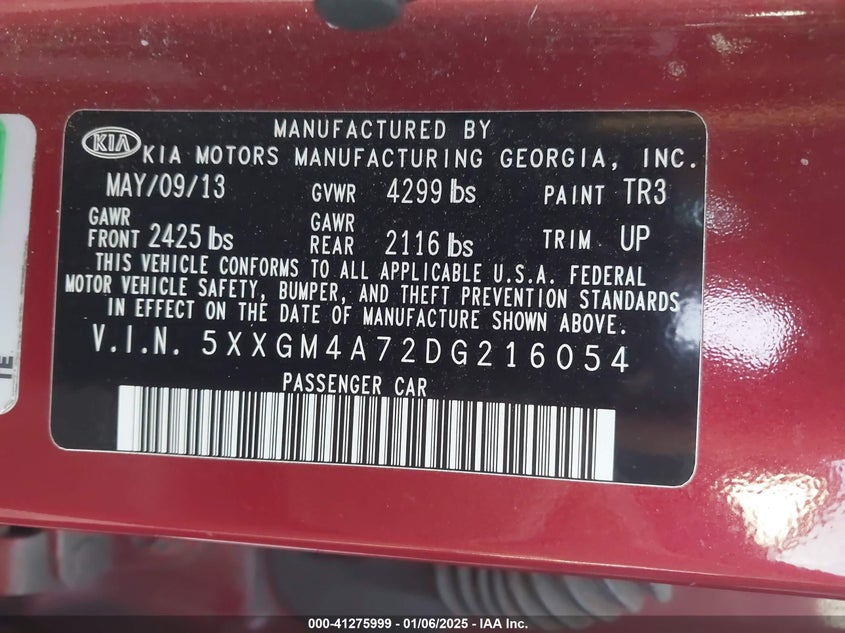 MANUFACTURED BY
KIA KIA MOTORS MANUFACTURING GEORGIA, INC.
MAY/09/13 GVWR 4299 lbs PAINT TR3
GAWR FRONT 2425 lbs GAWR REAR 2116 lbs TRIM UP
THIS VEHICLE CONFORMS TO ALL APPLICABLE U.S.A. FEDERAL
MOTOR VEHICLE SAFETY, BUMPER, AND THEFT PREVENTION STANDARDS
IN EFFECT ON THE DATE OF MANUFACTURE SHOWN ABOVE.
V.I.N. 5XXGM4A72DG216054
PASSENGER CAR
000-41275999 - 01/06/2025 - IAA Inc.